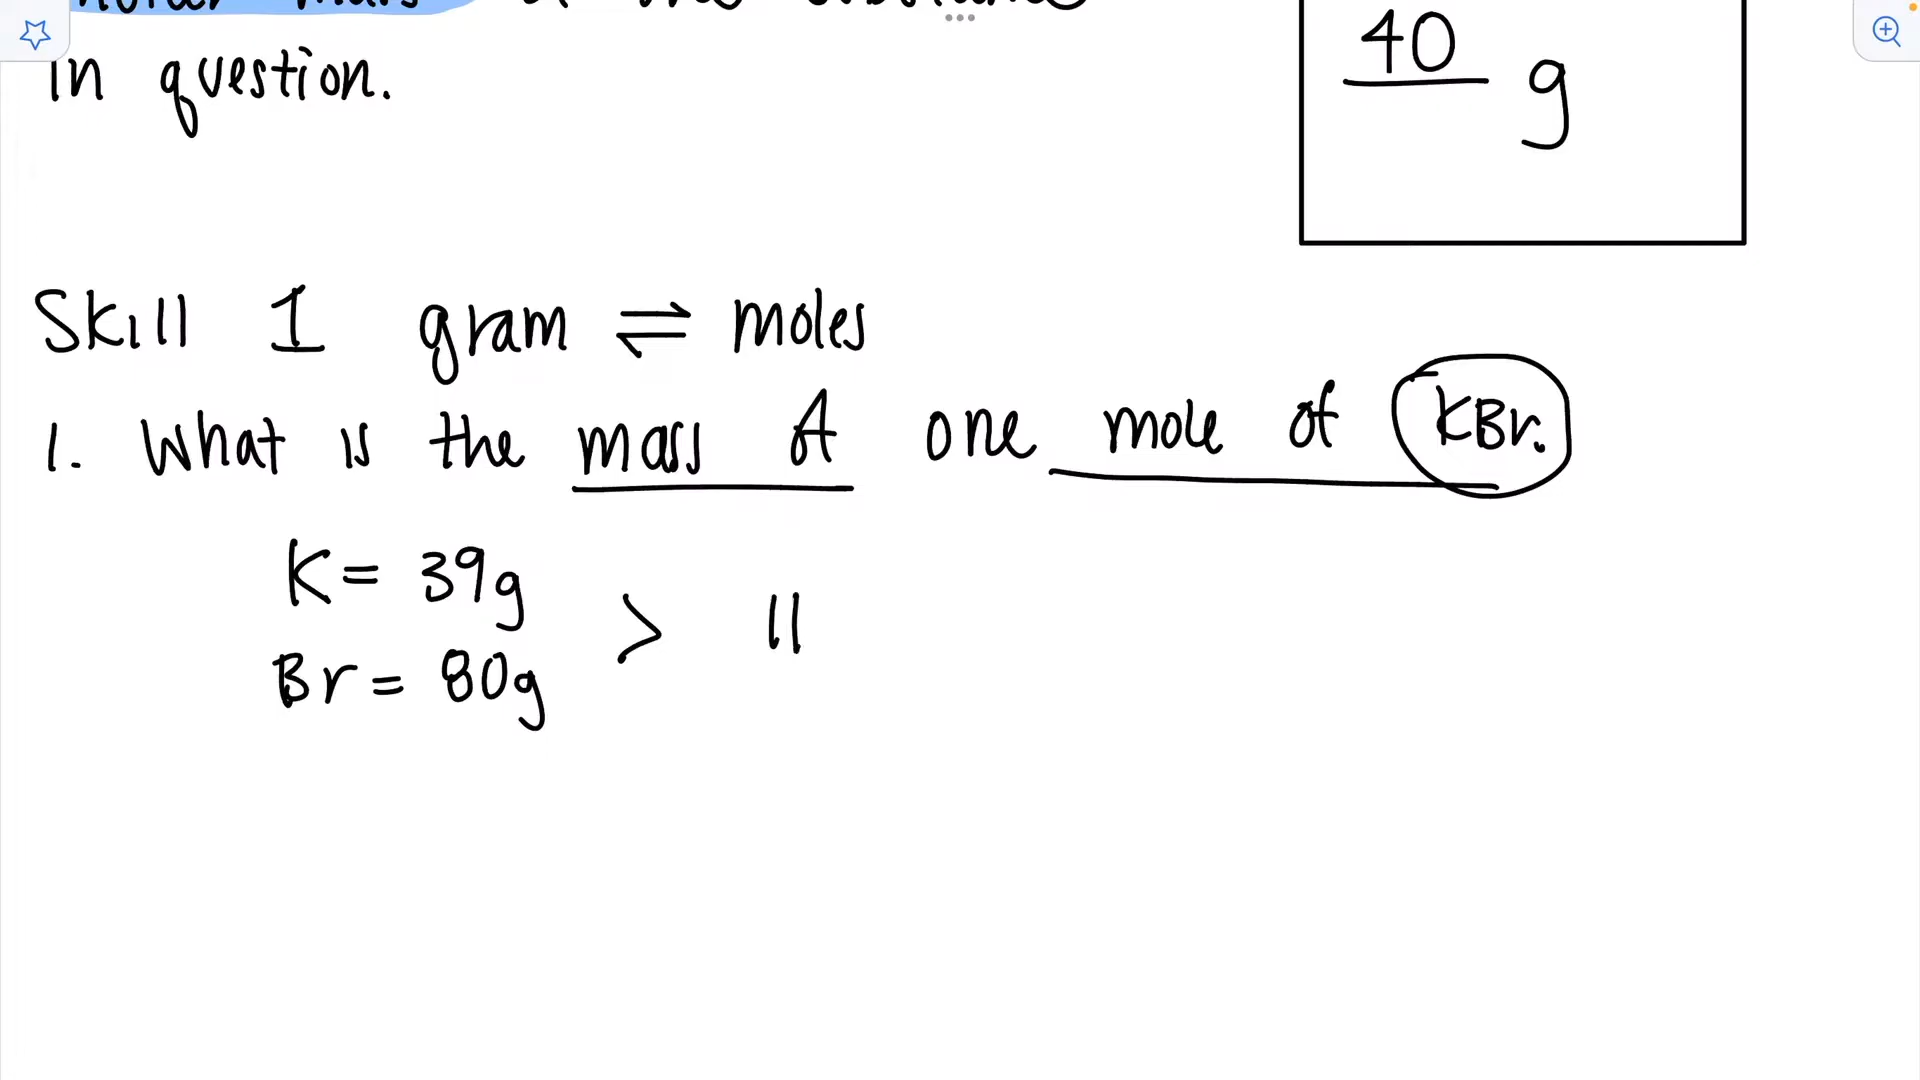 in question.
40 g
Skill 1 gram ⇌ moles
1. What is the mass of one mole of KBr.
K = 39g
Br = 80g
> 11